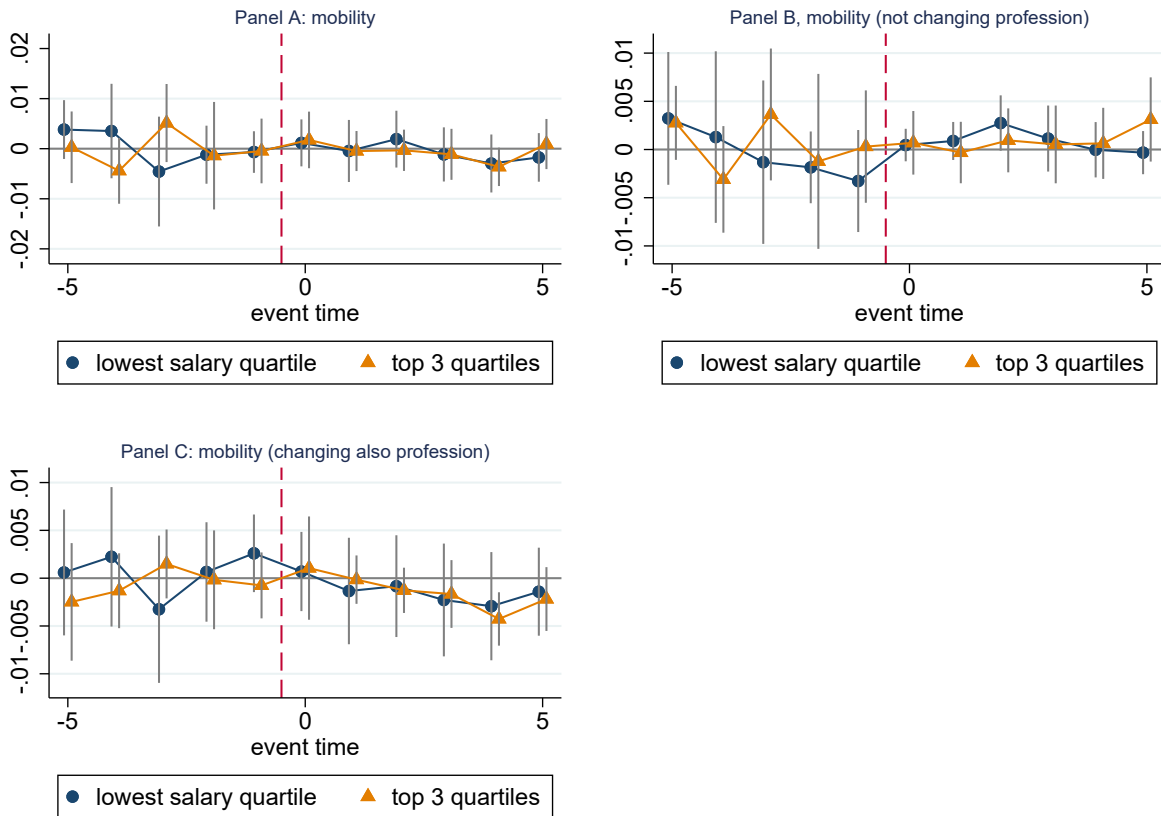 Panel A: mobility
.02
.01
0
-.01
-.02
-5
0
5
event time
lowest salary quartile
top 3 quartiles
Panel B, mobility (not changing profession)
.01
.005
0
-.005
-.01
-5
0
5
event time
lowest salary quartile
top 3 quartiles
Panel C: mobility (changing also profession)
.01
.005
0
-.005
-.01
-5
0
5
event time
lowest salary quartile
top 3 quartiles